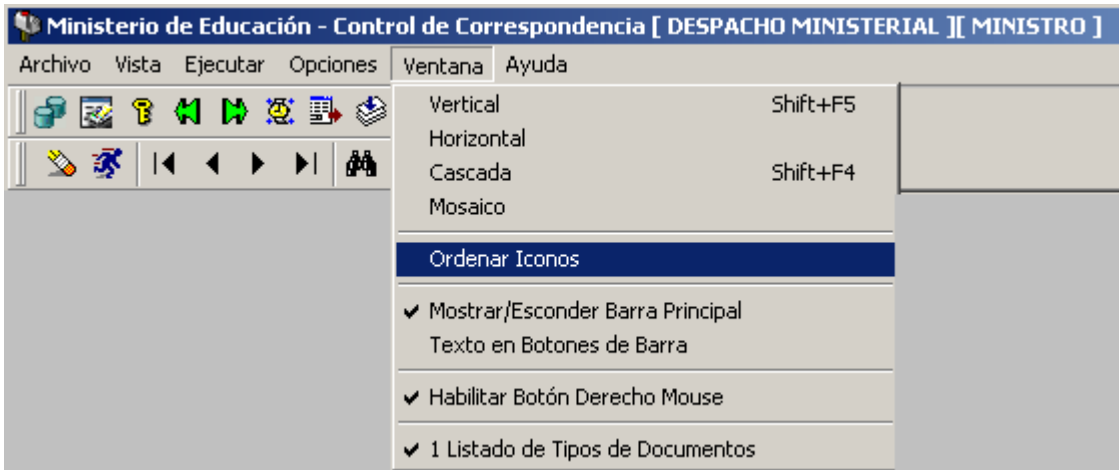 Ministerio de Educación - Control de Correspondencia [ DESPACHO MINISTERIAL ][ MINISTRO ]
Archivo Vista Ejecutar Opciones Ventana Ayuda
Vertical Shift+F5
Horizontal
Cascada Shift+F4
Mosaico
Ordenar Iconos
Mostrar/Esconder Barra Principal
Texto en Botones de Barra
Habilitar Botón Derecho Mouse
1 Listado de Tipos de Documentos